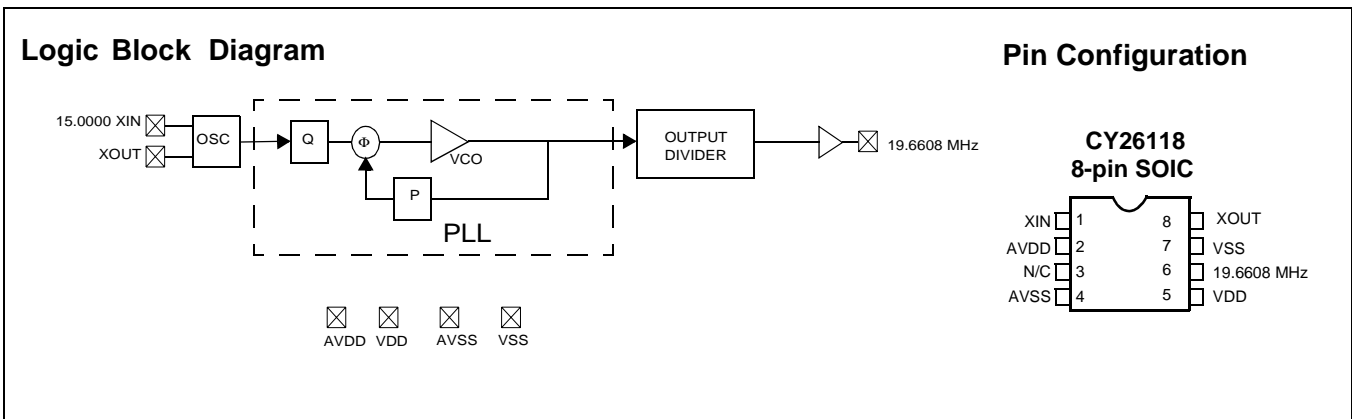 Logic Block Diagram
Pin Configuration
15.0000 XIN
XOUT
OSC
Q
Φ
VCO
P
PLL
OUTPUT
DIVIDER
19.6608 MHz
AVDD VDD AVSS VSS
CY26118
8-pin SOIC
XIN 1 8 XOUT
AVDD 2 7 VSS
N/C 3 6 19.6608 MHz
AVSS 4 5 VDD